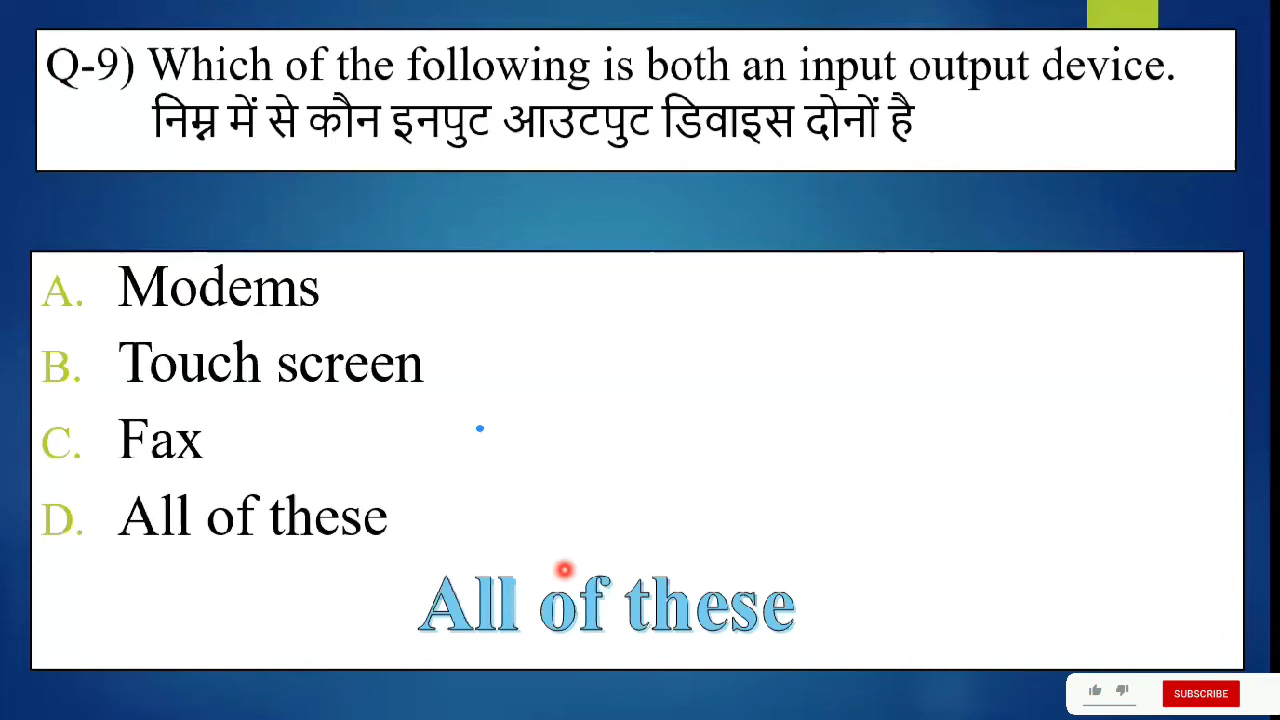 Q-9) Which of the following is both an input output device.
निम्न में से कौन इनपुट आउटपुट डिवाइस दोनों है
A. Modems
B. Touch screen
C. Fax
D. All of these
All of these
SUBSCRIBE